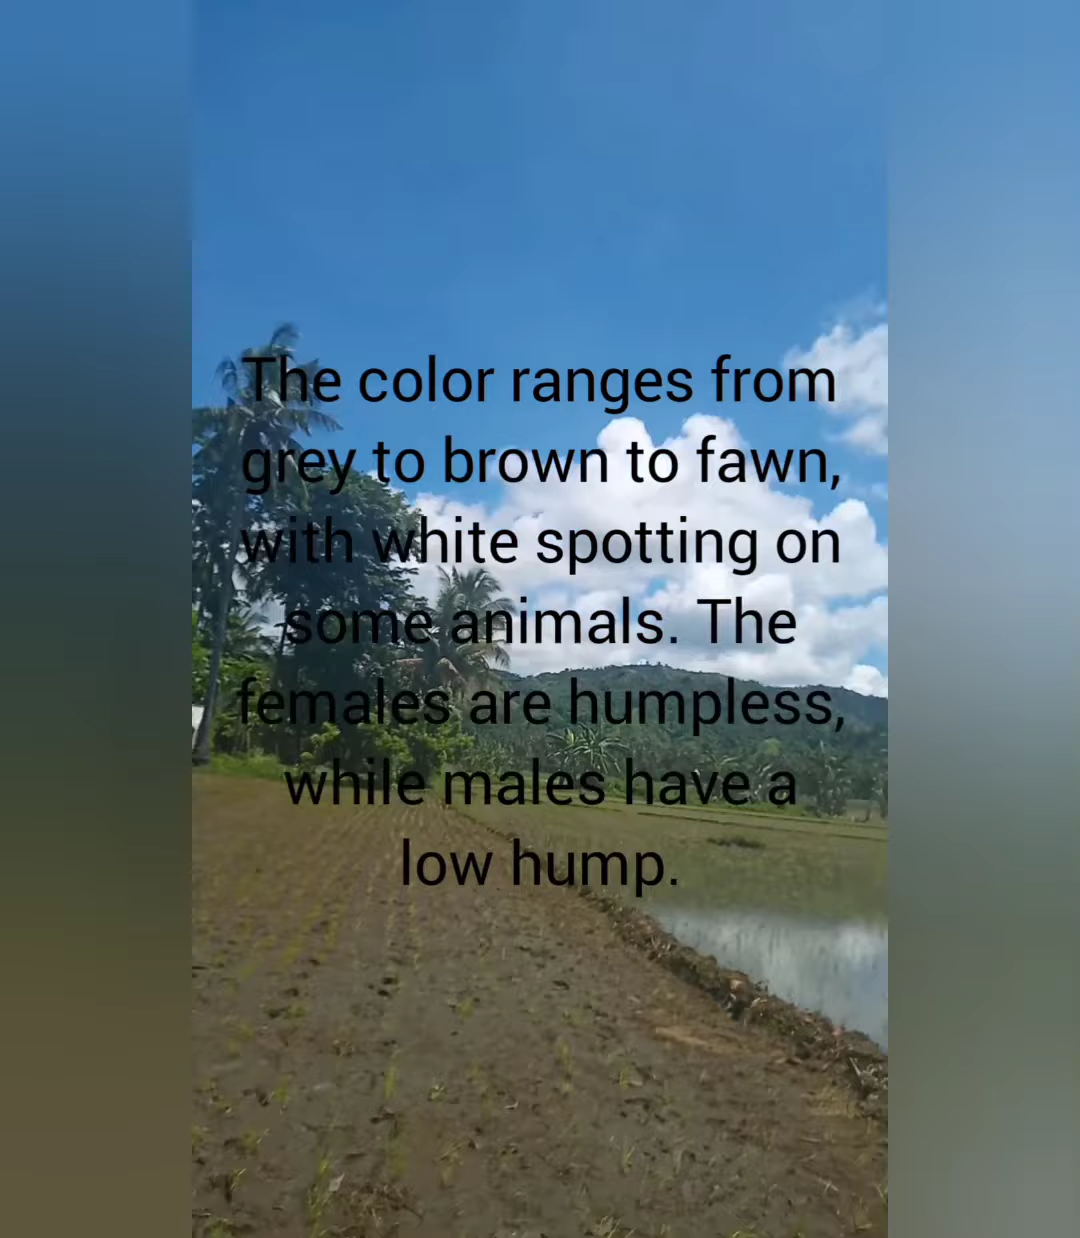 The color ranges from
grey to brown to fawn,
with white spotting on
some animals. The
females are humpless,
while males have a
low hump.